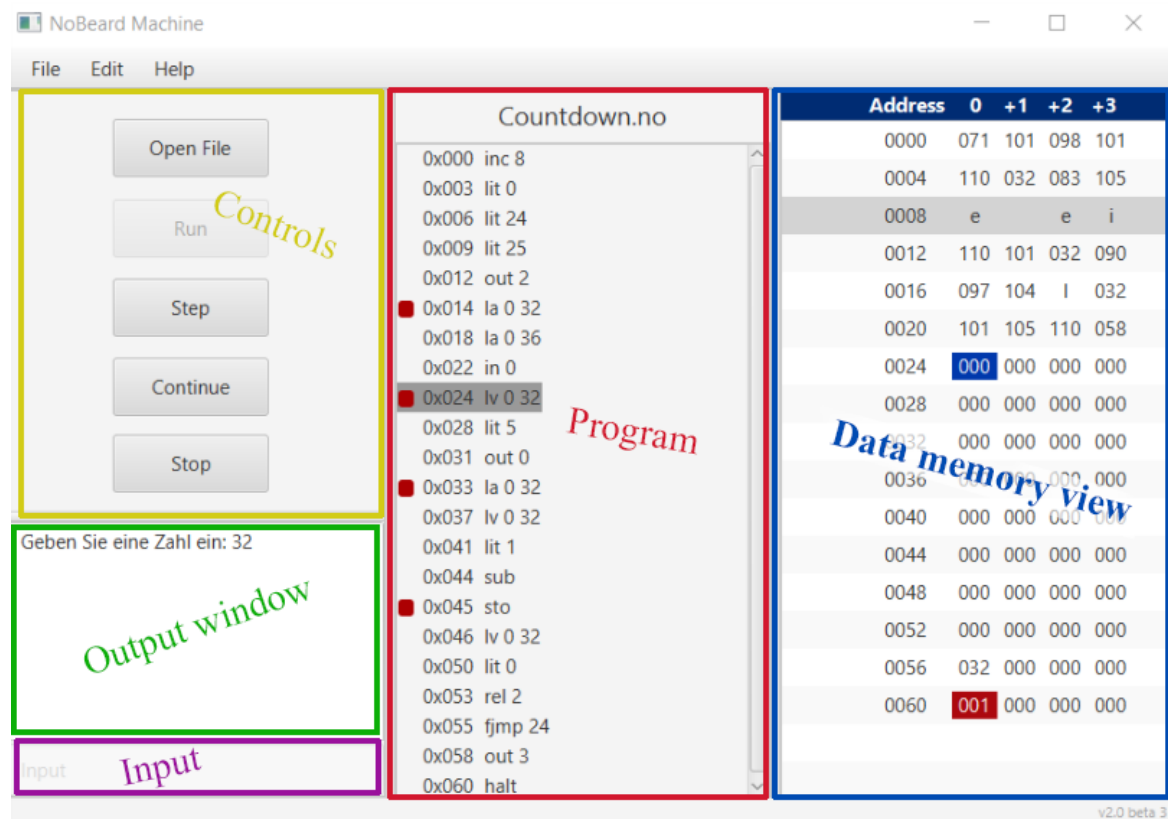 NoBeard Machine
File Edit Help
Open File
Run
Controls
Step
Continue
Stop
Geben Sie eine Zahl ein: 32
Output window
Input
Input
Countdown.no
0x000 inc 8
0x003 lit 0
0x006 lit 24
0x009 lit 25
0x012 out 2
0x014 la 0 32
0x018 la 0 36
0x022 in 0
0x024 lv 0 32
0x028 lit 5
0x031 out 0
0x033 la 0 32
0x037 lv 0 32
0x041 lit 1
0x044 sub
0x045 sto
0x046 lv 0 32
0x050 lit 0
0x053 rel 2
0x055 fjmp 24
0x058 out 3
0x060 halt
Program
Address 0 +1 +2 +3
0000 071 101 098 101
0004 110 032 083 105
0008 e e i
0012 110 101 032 090
0016 097 104 l 032
0020 101 105 110 058
0024 000 000 000 000
0028 000 000 000 000
0032 000 000 000 000
0036 000 000
0040 000 000 000 000
0044 000 000 000 000
0048 000 000 000 000
0052 000 000 000 000
0056 032 000 000 000
0060 001 000 000 000
Data memory view
v2.0 beta 3